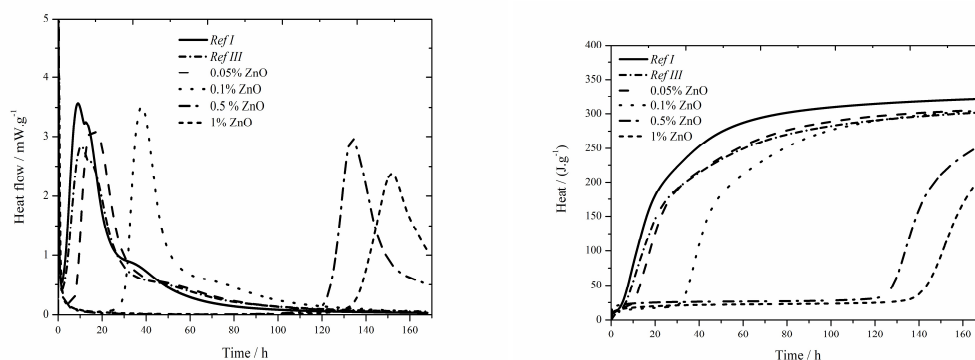 Heat flow / mW.g-1
5
4
3
2
1
0
Ref I
Ref III
0.05% ZnO
0.1% ZnO
0.5 % ZnO
1% ZnO
0 20 40 60 80 100 120 140 160
Time / h
Heat / (J.g-1)
400
350
300
250
200
150
100
50
0
Ref I
Ref III
0.05% ZnO
0.1% ZnO
0.5% ZnO
1% ZnO
0 20 40 60 80 100 120 140 160
Time / h